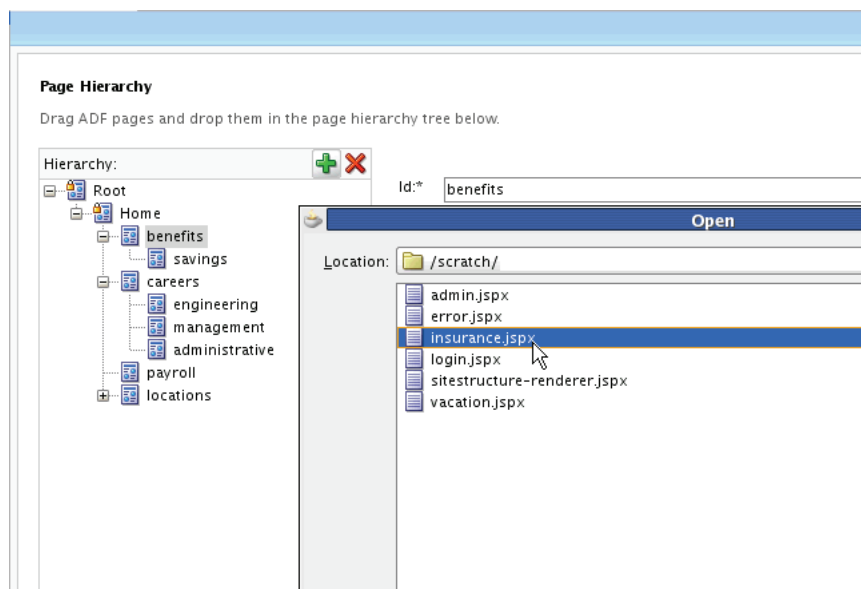 Page Hierarchy
Drag ADF pages and drop them in the page hierarchy tree below.
Hierarchy:
Id:* benefits
Root
Home
benefits
savings
careers
engineering
management
administrative
payroll
locations
Open
Location: /scratch/
admin.jspx
error.jspx
insurance.jspx
login.jspx
sitestructure-renderer.jspx
vacation.jspx